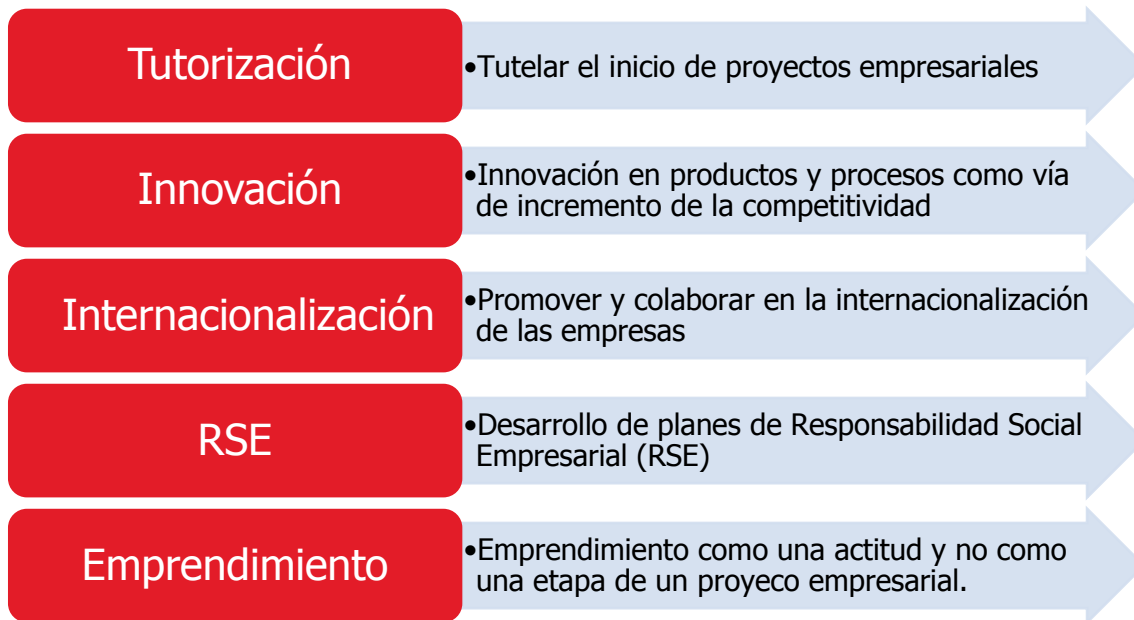 Tutorización
•Tutelar el inicio de proyectos empresariales
Innovación
•Innovación en productos y procesos como vía
de incremento de la competitividad
Internacionalización
•Promover y colaborar en la internacionalización
de las empresas
RSE
•Desarrollo de planes de Responsabilidad Social
Empresarial (RSE)
Emprendimiento
•Emprendimiento como una actitud y no como
una etapa de un proyeco empresarial.